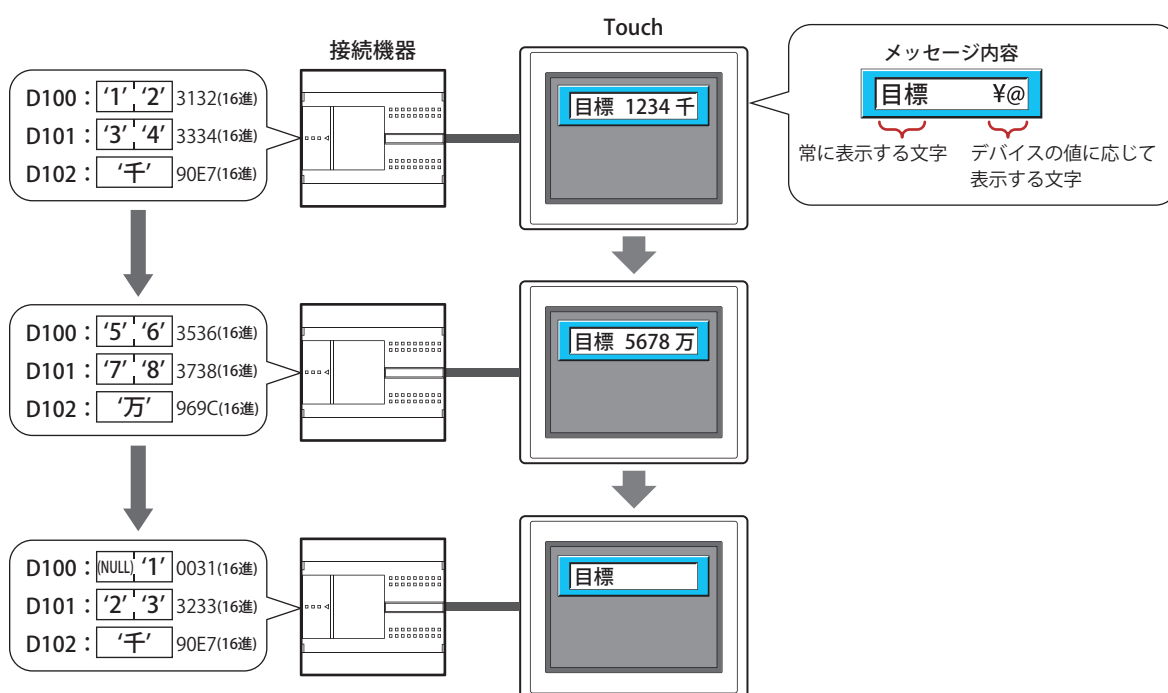 接続機器
Touch
D100：‘1’ ‘2’ 3132(16進)
D101：‘3’ ‘4’ 3334(16進)
D102：‘千’ 90E7(16進)
目標 1234 千
メッセージ内容
目標 ¥@
常に表示する文字
デバイスの値に応じて
表示する文字
D100：‘5’ ‘6’ 3536(16進)
D101：‘7’ ‘8’ 3738(16進)
D102：‘万’ 969C(16進)
目標 5678 万
D100：(NULL) ‘1’ 0031(16進)
D101：‘2’ ‘3’ 3233(16進)
D102：‘千’ 90E7(16進)
目標